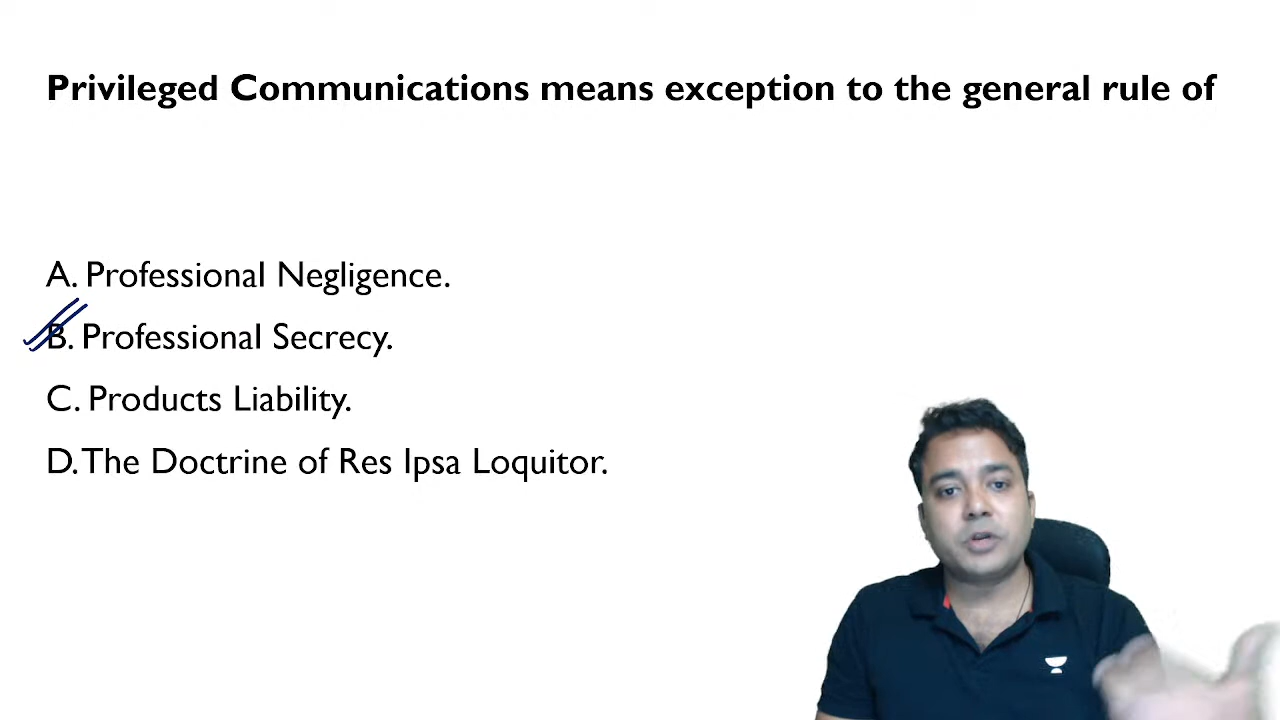 Privileged Communications means exception to the general rule of
A. Professional Negligence.
B. Professional Secrecy.
C. Products Liability.
D. The Doctrine of Res Ipsa Loquitor.